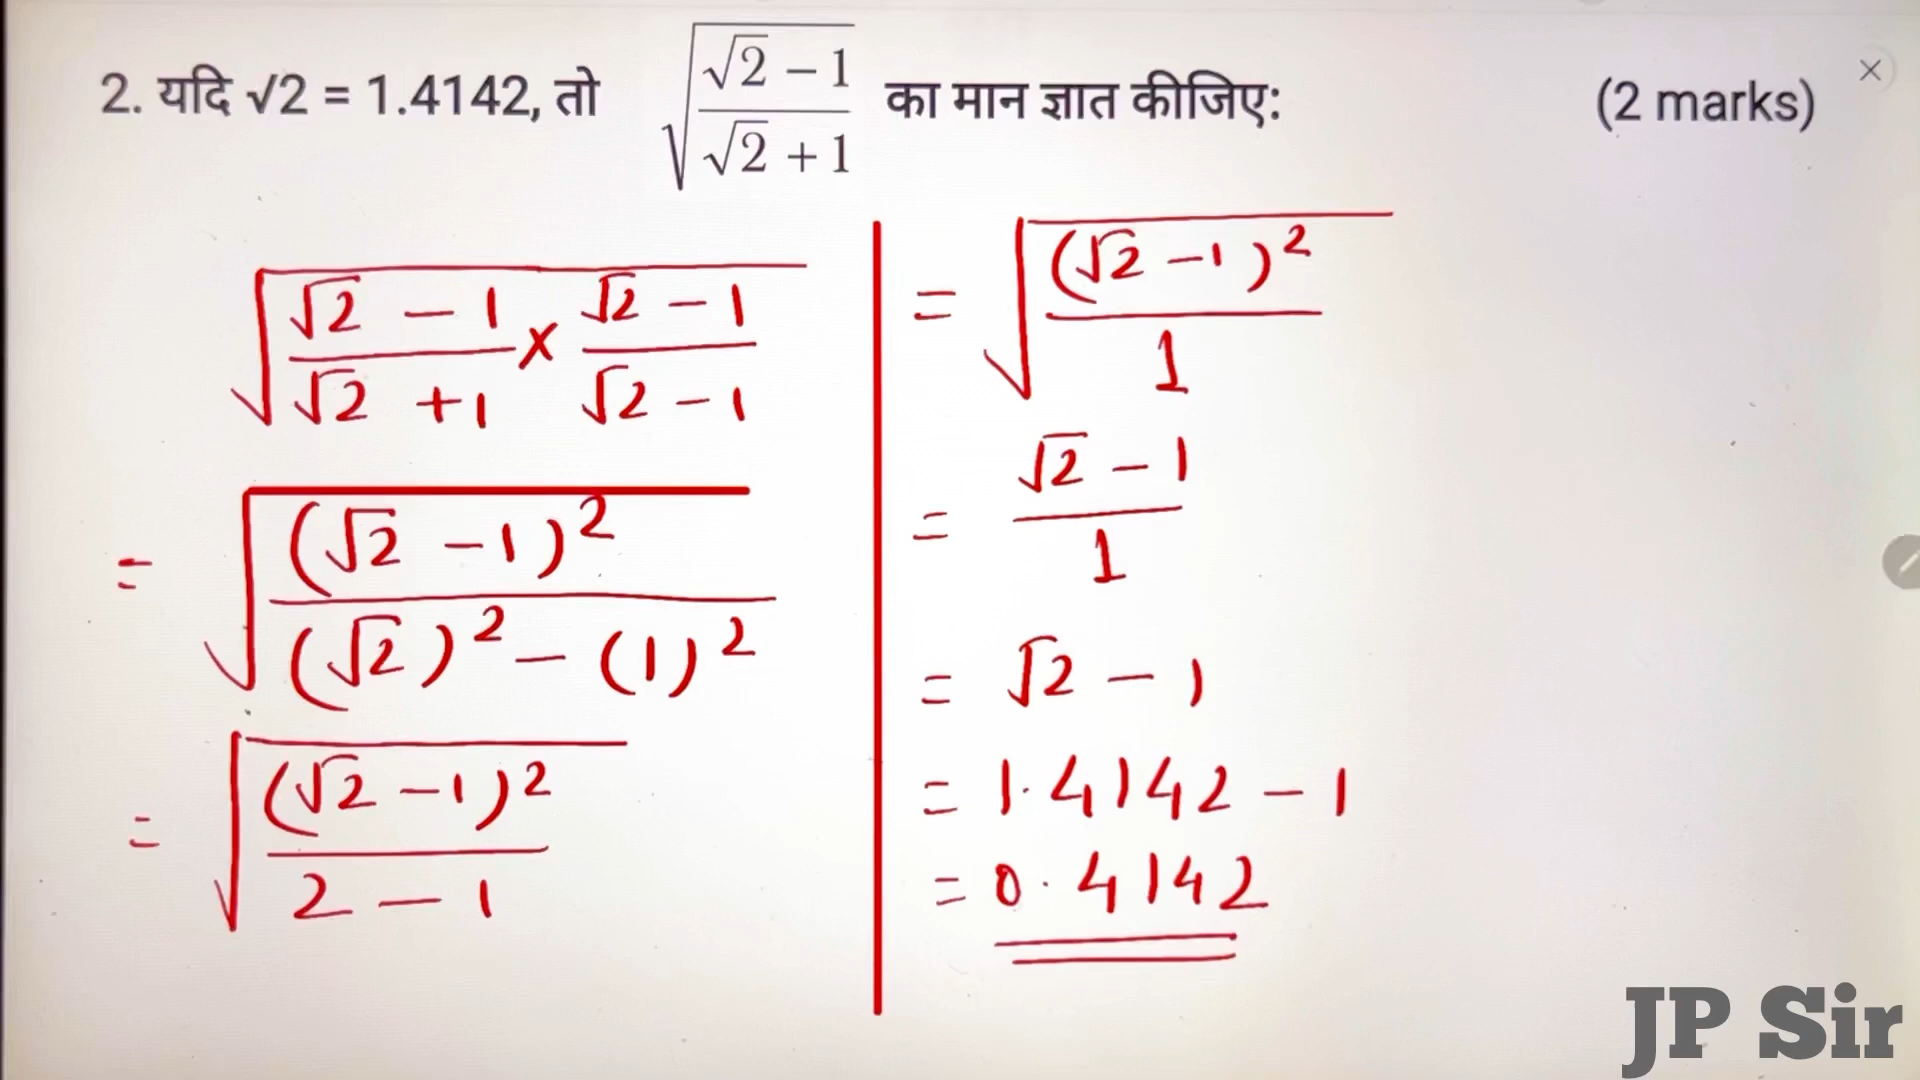 2. यदि √2 = 1.4142, तो √((√2 − 1)/(√2 + 1)) का मान ज्ञात कीजिए: (2 marks)
√((√2 − 1)/(√2 + 1) × (√2 − 1)/(√2 − 1))
= √((√2 − 1)²/((√2)² − (1)²))
= √((√2 − 1)²/(2 − 1))
= √((√2 − 1)²/1)
= (√2 − 1)/1
= √2 − 1
= 1.4142 − 1
= 0.4142
JP Sir